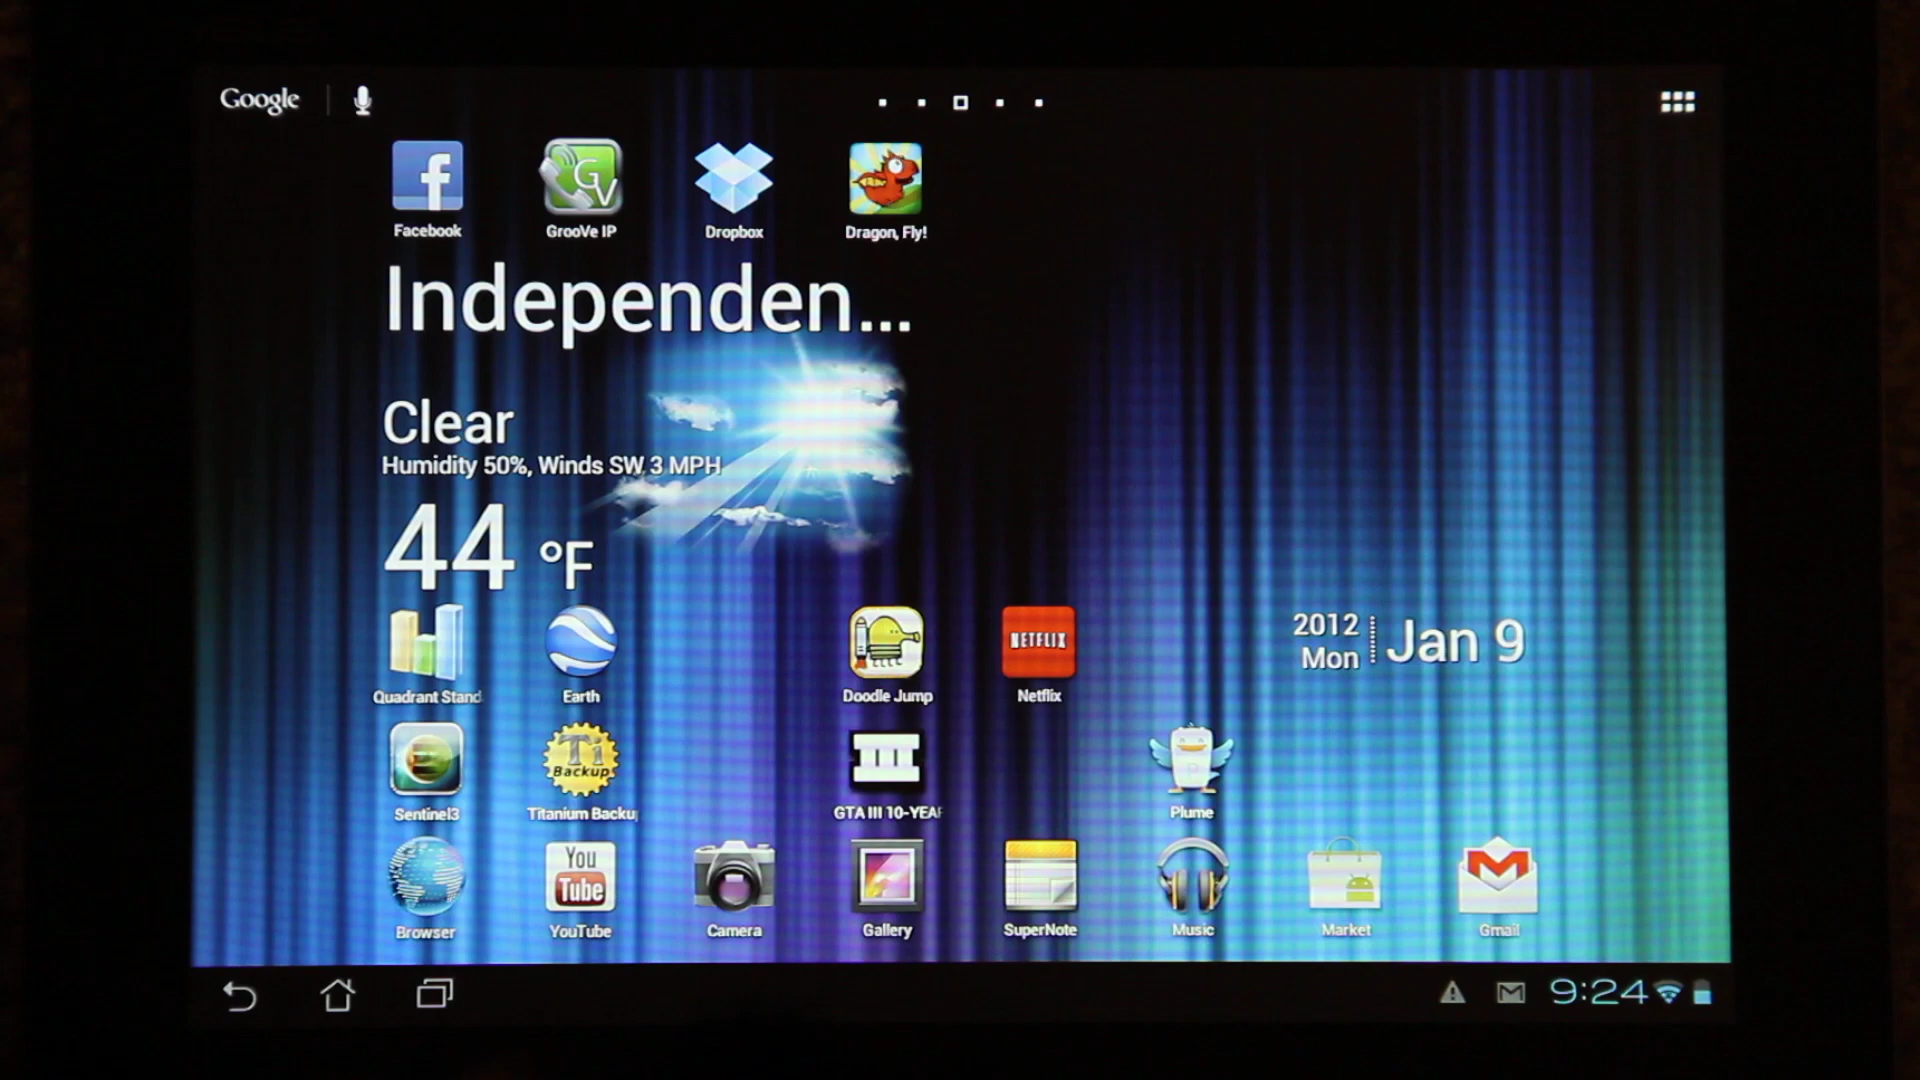 Google
Facebook
GrooVe IP
Dropbox
Dragon, Fly!
Independen...
Clear
Humidity 50%, Winds SW 3 MPH
44 °F
2012
Mon
Jan 9
NETFLIX
Quadrant Stand
Earth
Doodle Jump
Netflix
Ti
Backup
Sentinel3
Titanium Backu
GTA III 10-YEAR
Plume
You
Tube
Browser
YouTube
Camera
Gallery
SuperNote
Music
Market
Gmail
9:24